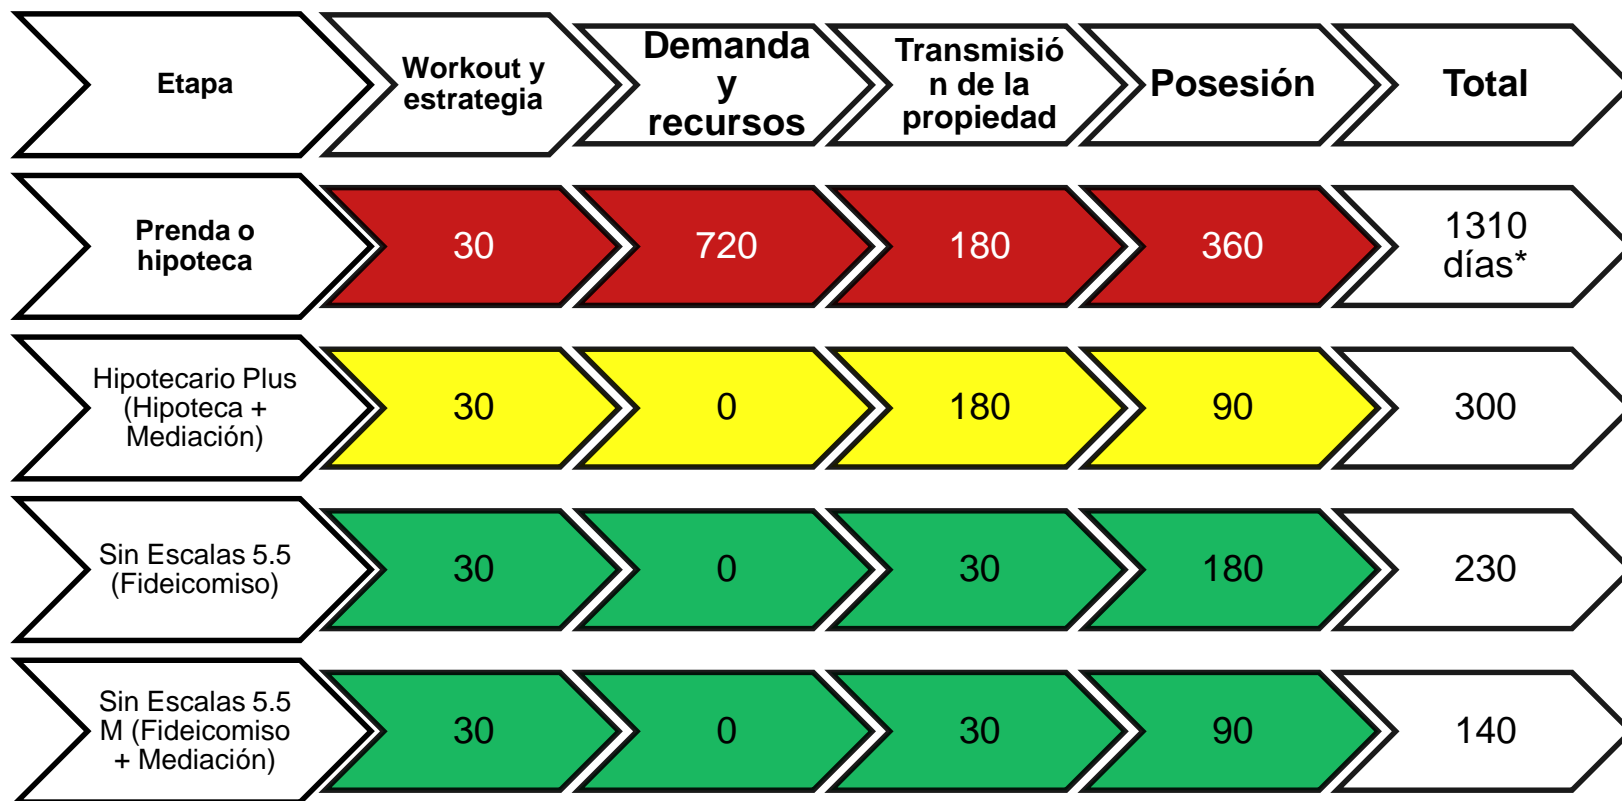 Etapa
Workout y
estrategia
Demanda
y
recursos
Transmisió
n de la
propiedad
Posesión
Total
Prenda o
hipoteca
30
720
180
360
1310
días*
Hipotecario Plus
(Hipoteca +
Mediación)
30
0
180
90
300
Sin Escalas 5.5
(Fideicomiso)
30
0
30
180
230
Sin Escalas 5.5
M (Fideicomiso
+ Mediación)
30
0
30
90
140